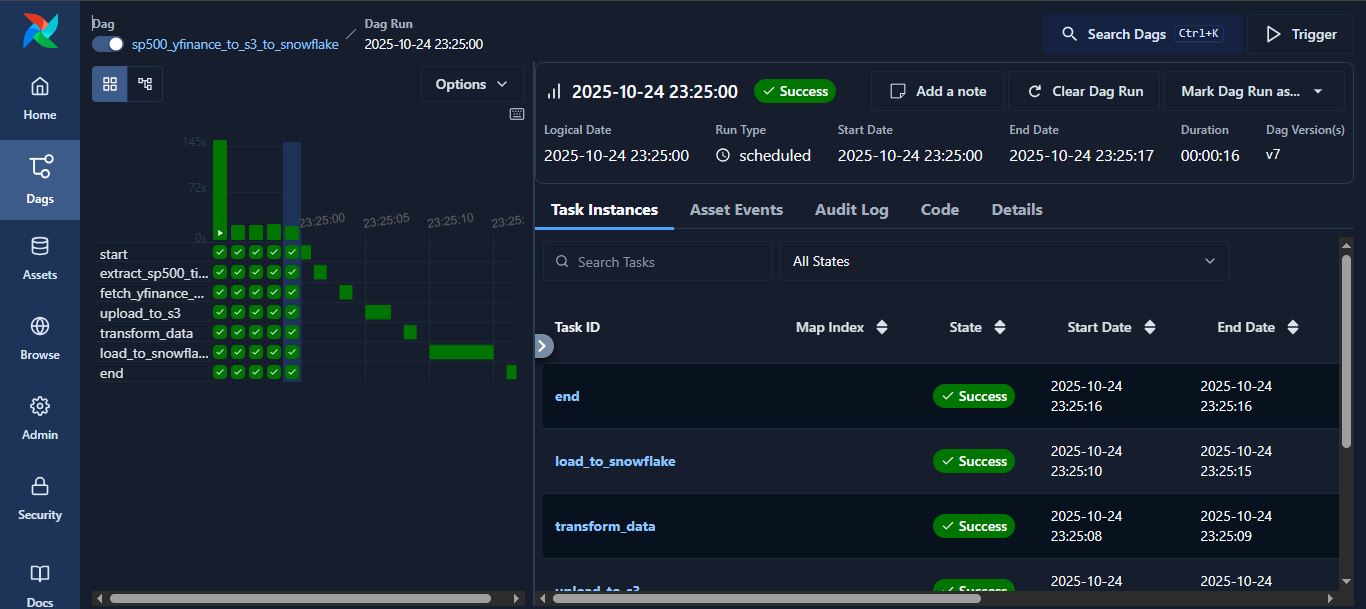 Dag
sp500_yfinance_to_s3_to_snowflake
/
Dag Run
2025-10-24 23:25:00
Search Dags Ctrl+K
Trigger
Home
Dags
Assets
Browse
Admin
Security
Docs
Options
145s
72s
0s
23:25:00 23:25:05 23:25:10 23:25:
start
extract_sp500_ti...
fetch_yfinance_...
upload_to_s3
transform_data
load_to_snowfla...
end
2025-10-24 23:25:00 Success
Add a note
Clear Dag Run
Mark Dag Run as...
Logical Date Run Type Start Date End Date Duration Dag Version(s)
2025-10-24 23:25:00 scheduled 2025-10-24 23:25:00 2025-10-24 23:25:17 00:00:16 v7
Task Instances Asset Events Audit Log Code Details
Search Tasks All States
Task ID Map Index State Start Date End Date
end Success 2025-10-24 23:25:16 2025-10-24 23:25:16
load_to_snowflake Success 2025-10-24 23:25:10 2025-10-24 23:25:15
transform_data Success 2025-10-24 23:25:08 2025-10-24 23:25:09
upload_to_s3 Success 2025-10-24 2025-10-24